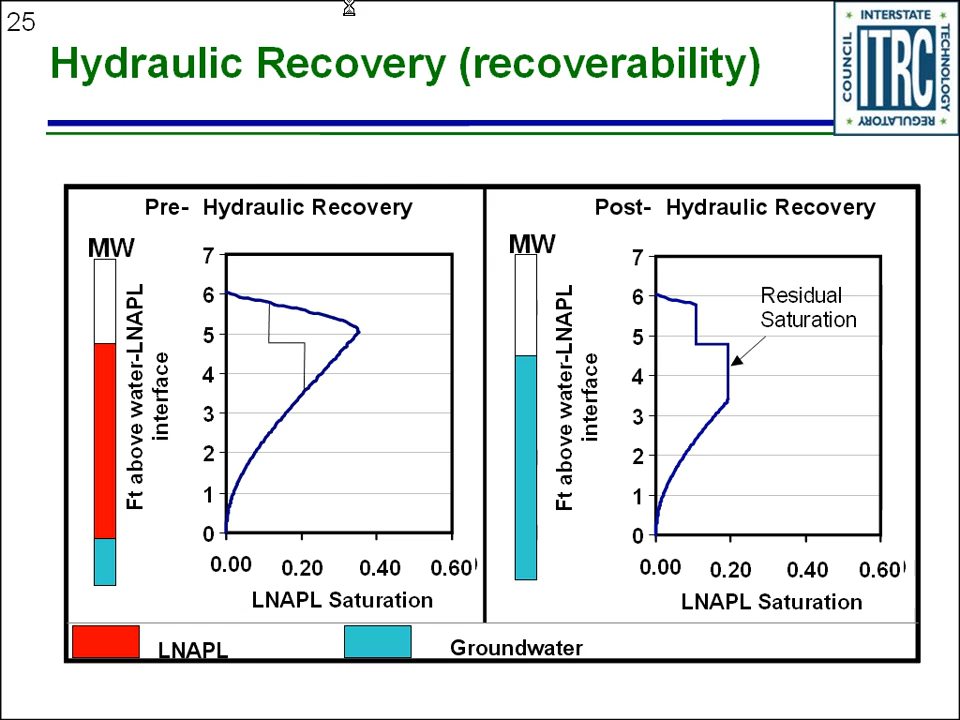 25
Hydraulic Recovery (recoverability)
INTERSTATE
COUNCIL
ITRC
TECHNOLOGY
REGULATORY
Pre- Hydraulic Recovery
MW
Ft above water-LNAPL
interface
7
6
5
4
3
2
1
0
0.00 0.20 0.40 0.60)
LNAPL Saturation
Post- Hydraulic Recovery
MW
Ft above water-LNAPL
interface
7
6
5
4
3
2
1
0
Residual
Saturation
0.00 0.20 0.40 0.60)
LNAPL Saturation
LNAPL
Groundwater